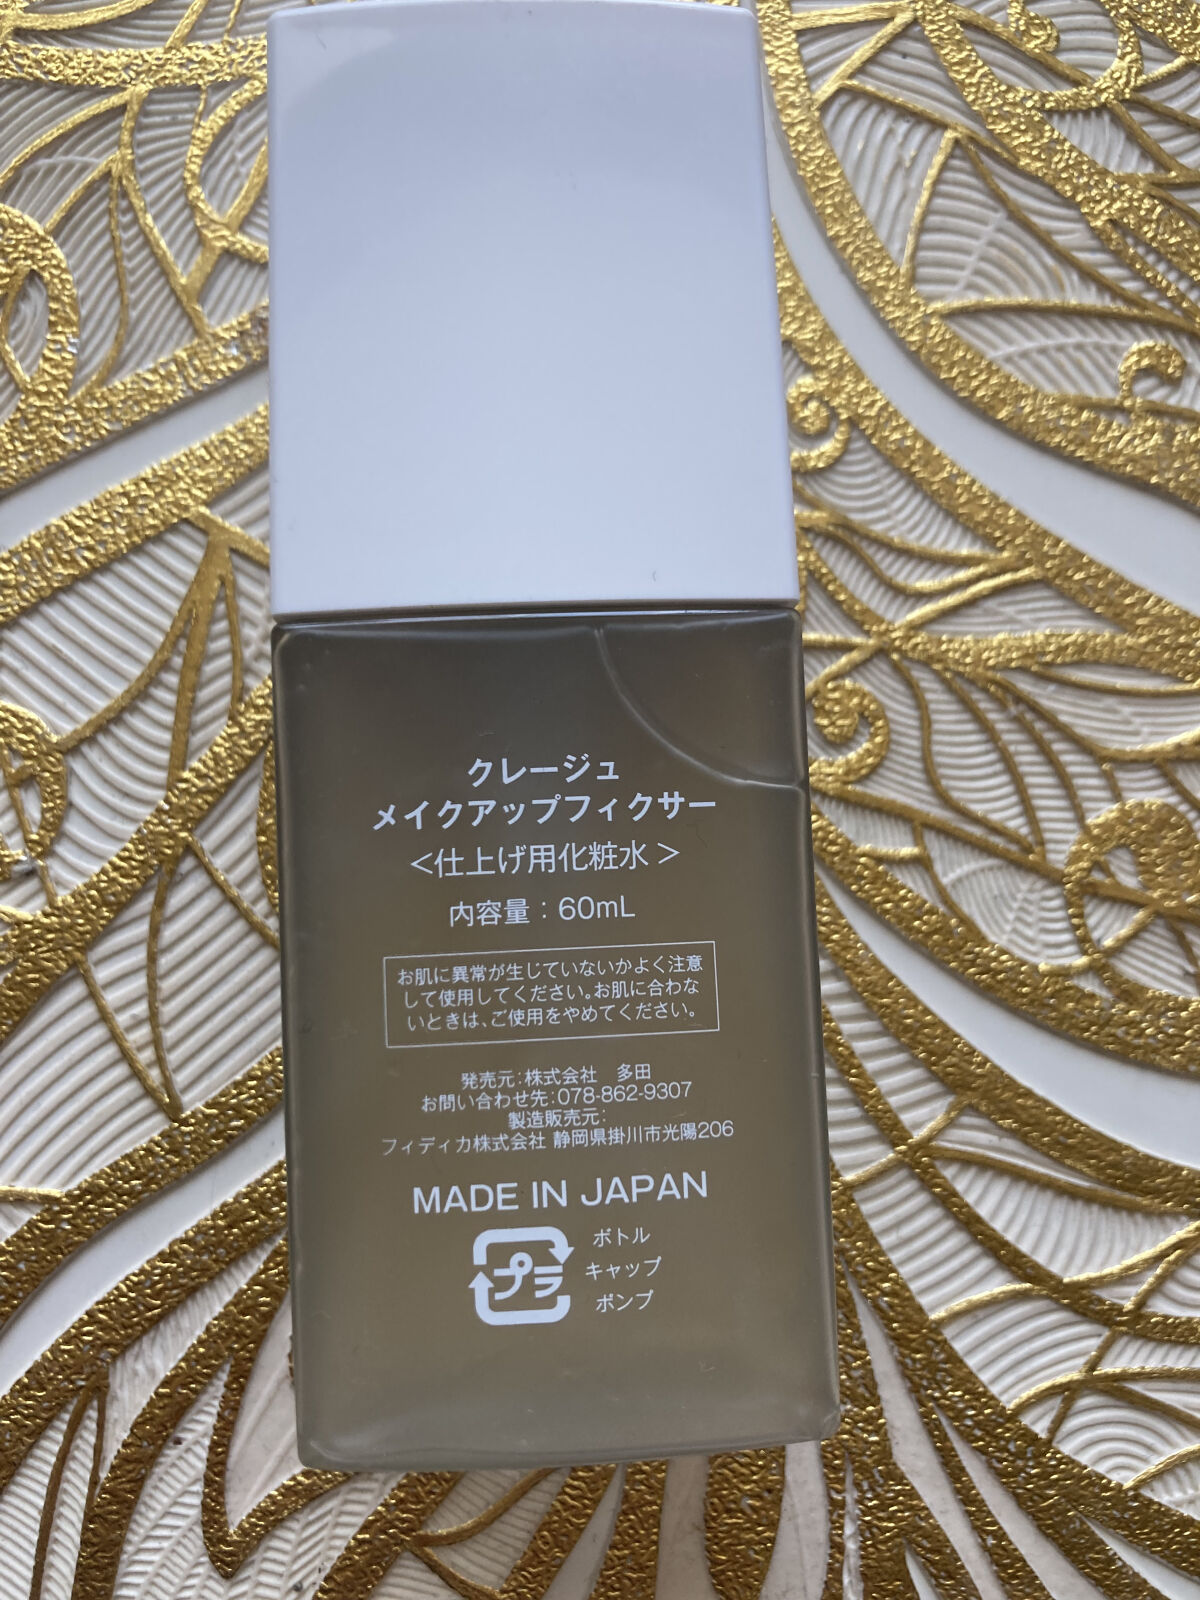 クレージュ
メイクアップフィクサー
＜仕上げ用化粧水＞
内容量：60mL
お肌に異常が生じていないかよく注意
して使用してください。お肌に合わな
いときは、ご使用をやめてください。
発売元：株式会社　多田
お問い合わせ先：078-862-9307
製造販売元：
フィディカ株式会社 静岡県掛川市光陽206
MADE IN JAPAN
プラ
ボトル
キャップ
ポンプ